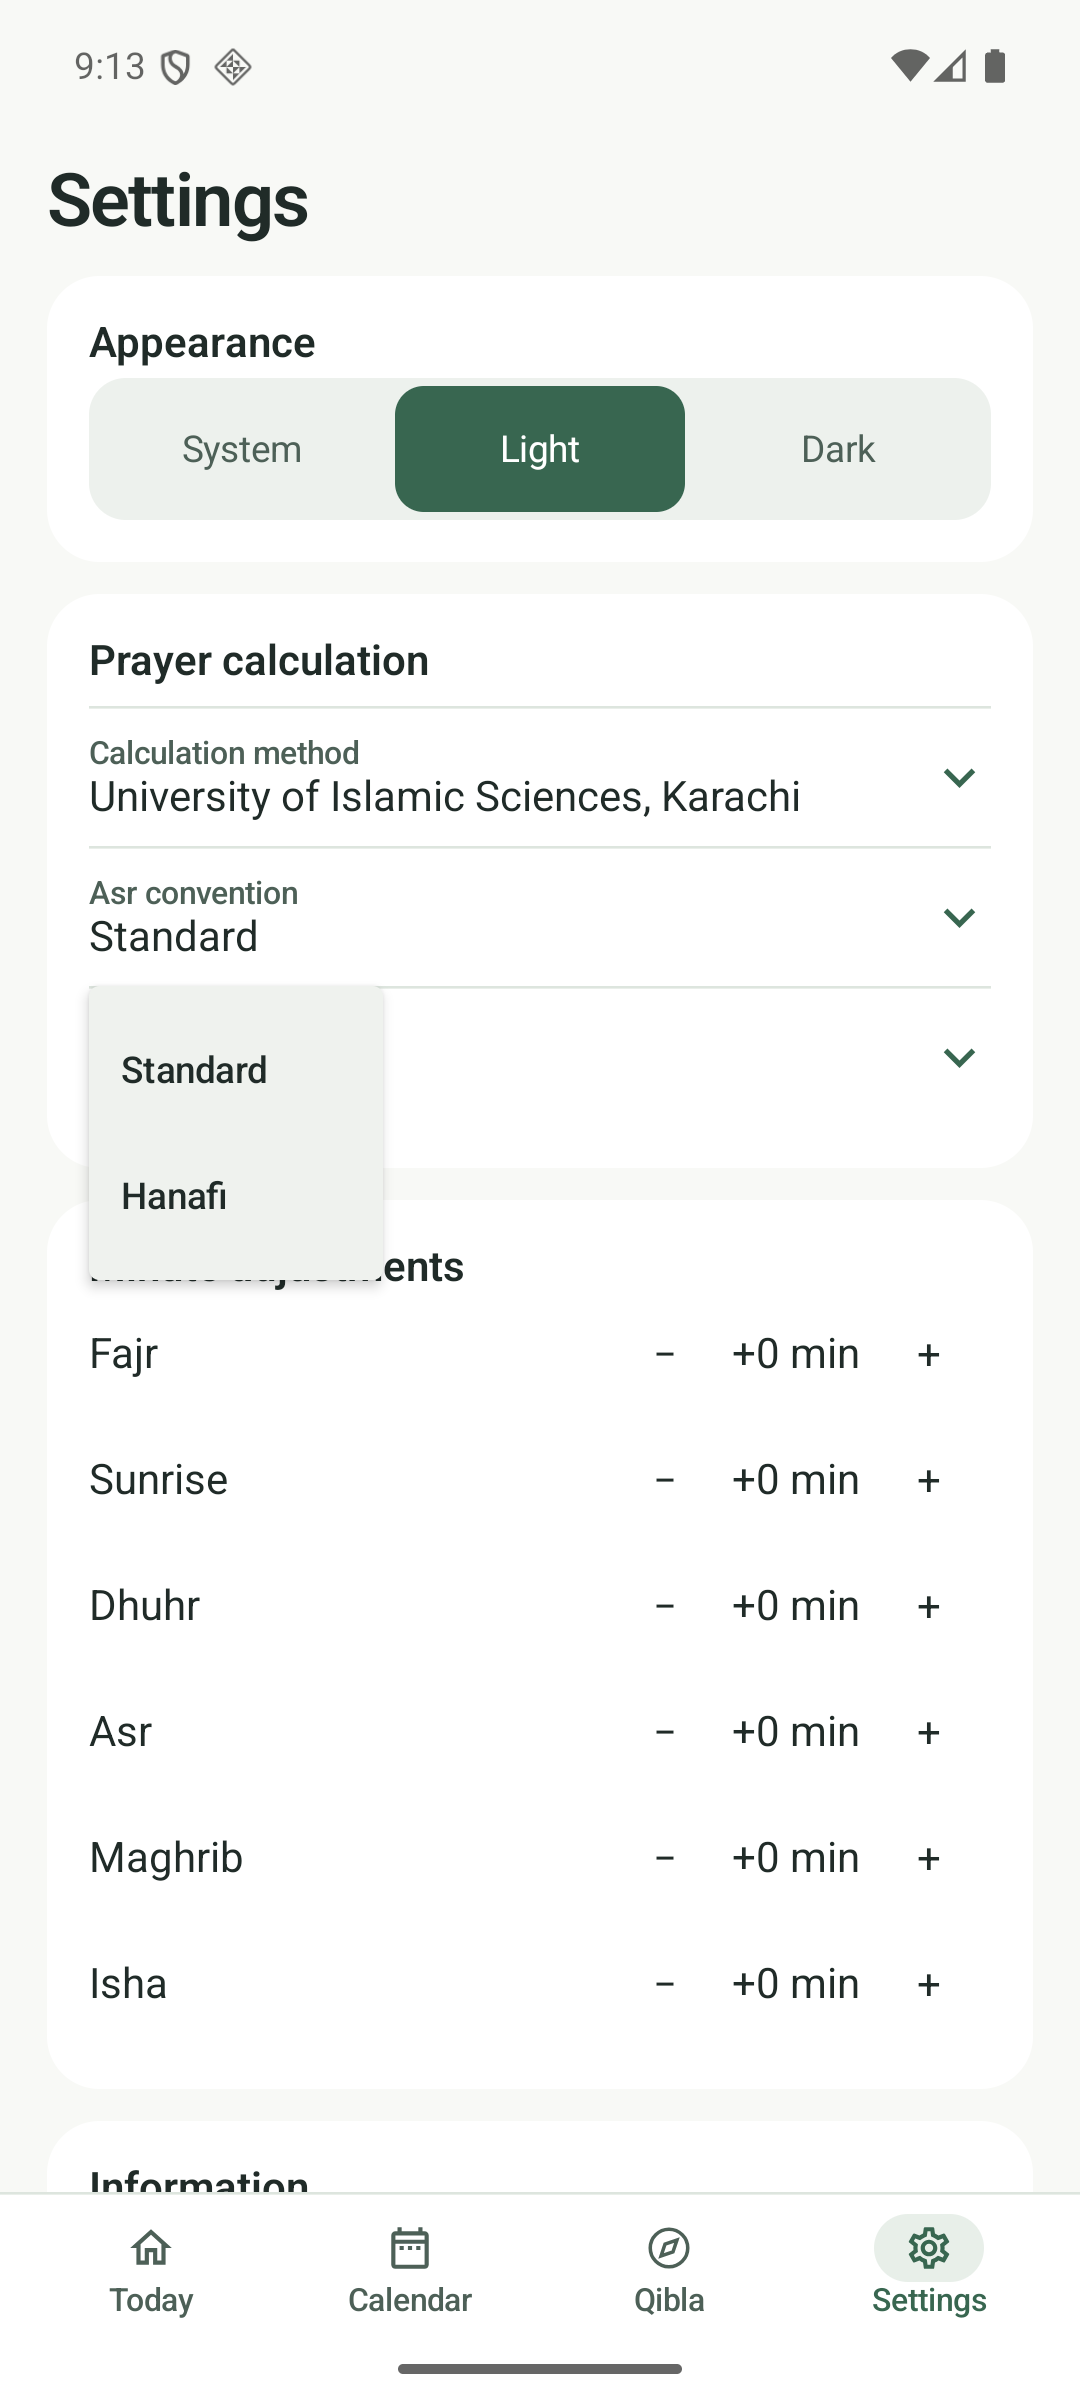 9:13
Settings
Appearance
System
Light
Dark
Prayer calculation
Calculation method
University of Islamic Sciences, Karachi
Asr convention
Standard
Standard
Hanafi
Fajr
− +0 min +
Sunrise
− +0 min +
Dhuhr
− +0 min +
Asr
− +0 min +
Maghrib
− +0 min +
Isha
− +0 min +
Information
Today
Calendar
Qibla
Settings